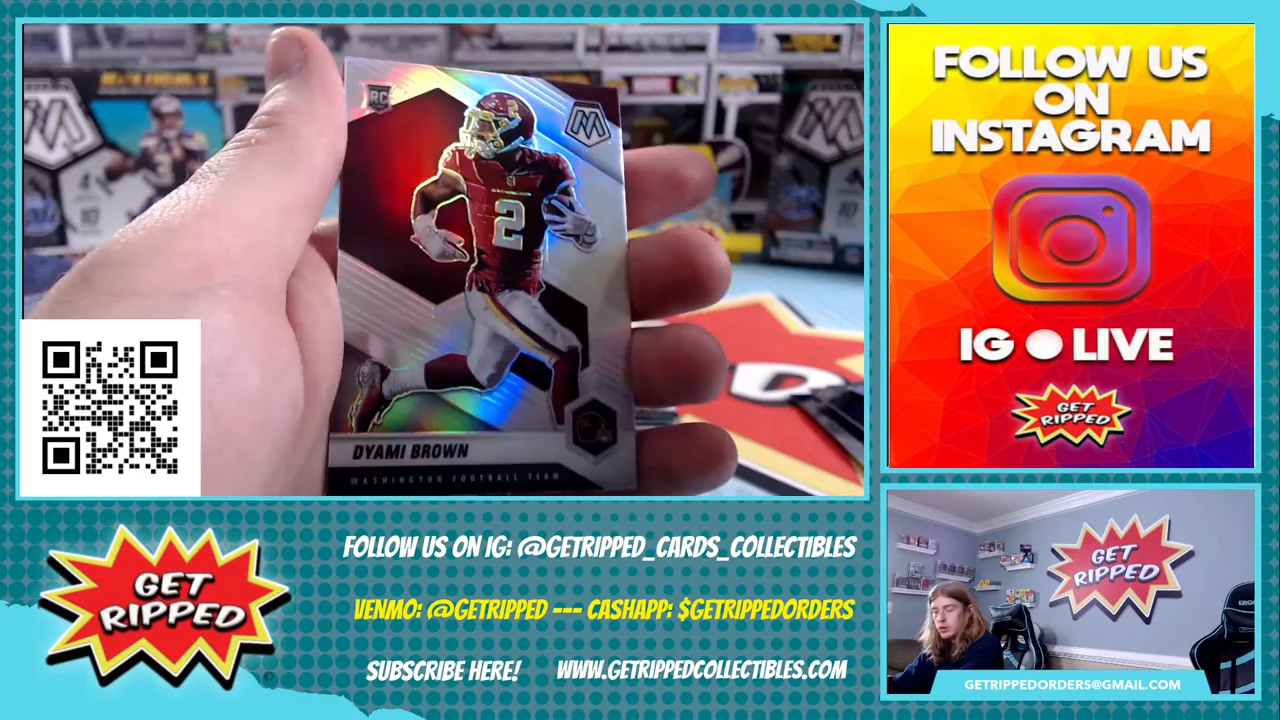 RC
2
DYAMI BROWN
WASHINGTON FOOTBALL TEAM
FOLLOW US
ON
INSTAGRAM
IG LIVE
GET
RIPPED
GET
RIPPED
FOLLOW US ON IG: @GETRIPPED_CARDS_COLLECTIBLES
VENMO: @GETRIPPED --- CASHAPP: $GETRIPPEDORDERS
SUBSCRIBE HERE!
WWW.GETRIPPEDCOLLECTIBLES.COM
GET
RIPPED
GETRIPPEDORDERS@GMAIL.COM